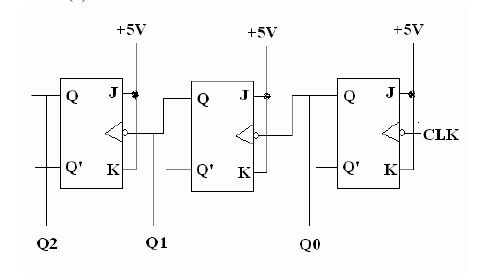 +5V +5V +5V
Q J Q J Q J
CLK
Q' K Q' K Q' K
Q2 Q1 Q0